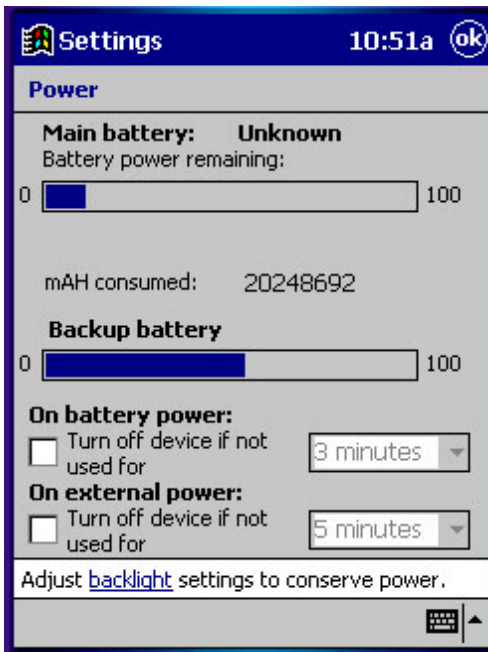 Settings 10:51a ok
Power
Main battery: Unknown
Battery power remaining:
0 100
mAH consumed: 20248692
Backup battery
0 100
On battery power:
Turn off device if not
used for
3 minutes
On external power:
Turn off device if not
used for
5 minutes
Adjust backlight settings to conserve power.